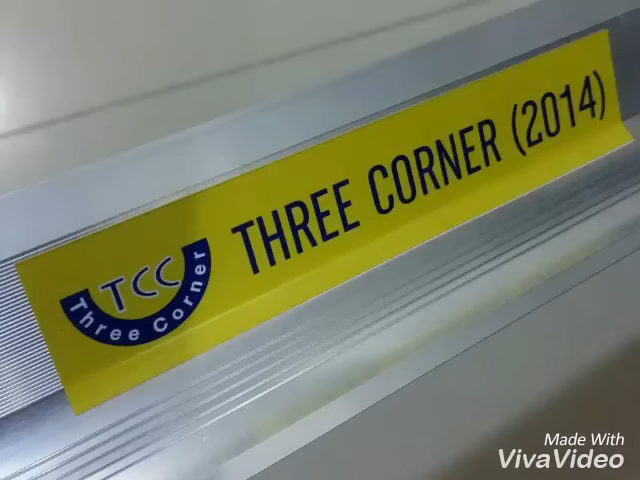 THREE CORNER (2014)
TCC
Three Corner
Made With
VivaVideo